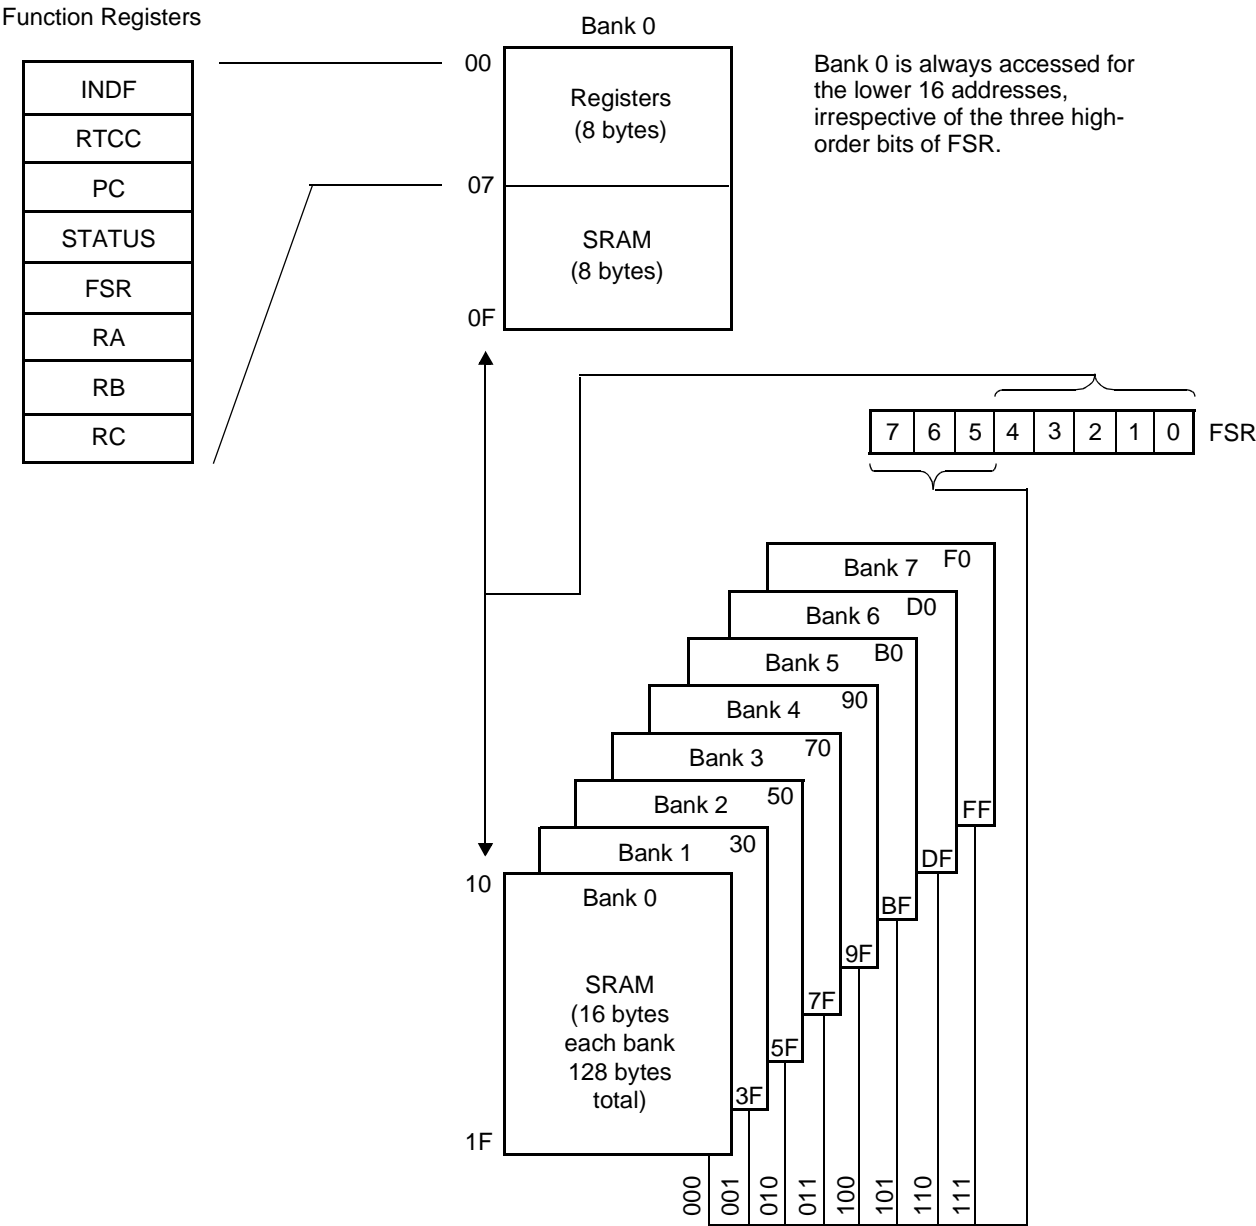 Function Registers
INDF
RTCC
PC
STATUS
FSR
RA
RB
RC
Bank 0
00
Registers
(8 bytes)
07
SRAM
(8 bytes)
0F
Bank 0 is always accessed for
the lower 16 addresses,
irrespective of the three high-
order bits of FSR.
7 6 5 4 3 2 1 0 FSR
Bank 7 F0
Bank 6 D0
Bank 5 B0
Bank 4 90
Bank 3 70
Bank 2 50
Bank 1 30
10
Bank 0
SRAM
(16 bytes
each bank
128 bytes
total)
1F
3F
5F
7F
9F
BF
DF
FF
000
001
010
011
100
101
110
111